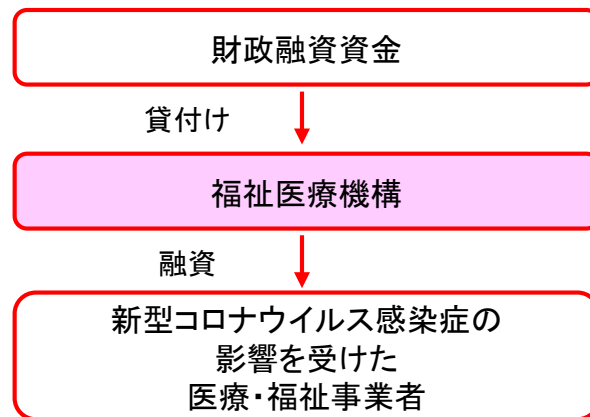 財政融資資金
貸付け
福祉医療機構
融資
新型コロナウイルス感染症の
影響を受けた
医療・福祉事業者